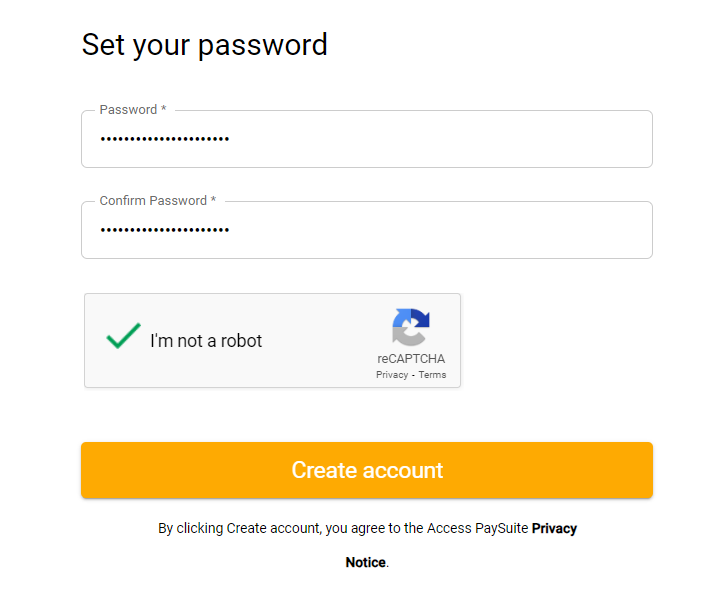 Set your password
Password *
••••••••••••••••••••••
Confirm Password *
••••••••••••••••••••••
I'm not a robot
reCAPTCHA
Privacy - Terms
Create account
By clicking Create account, you agree to the Access PaySuite Privacy
Notice.